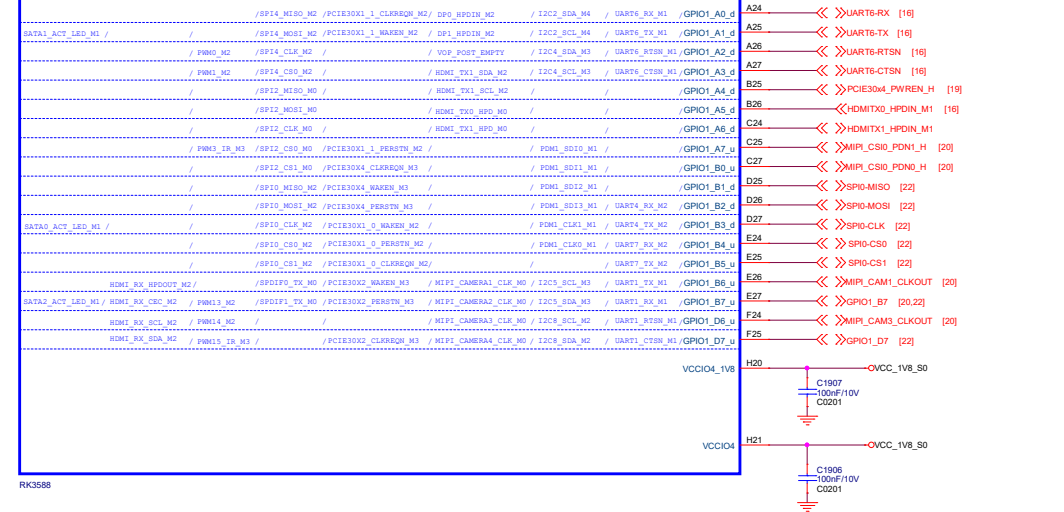 /SPI4_MISO_M2 /PCIE30X1_1_CLKREQN_M2/ DP0_HPDIN_M2 / I2C2_SDA_M4 / UART6_RX_M1 /GPIO1_A0_d A24 UART6-RX [16]
SATA1_ACT_LED_M1 / /SPI4_MOSI_M2 /PCIE30X1_1_WAKEN_M2 / DP1_HPDIN_M2 / I2C2_SCL_M4 / UART6_TX_M1 /GPIO1_A1_d A25 UART6-TX [16]
/ PWM0_M2 /SPI4_CLK_M2 / / VOP_POST_EMPTY / I2C4_SDA_M3 / UART6_RTSN_M1/GPIO1_A2_d A26 UART6-RTSN [16]
/ PWM1_M2 /SPI4_CS0_M2 / / HDMI_TX1_SDA_M2 / I2C4_SCL_M3 / UART6_CTSN_M1/GPIO1_A3_d A27 UART6-CTSN [16]
/ /SPI2_MISO_M0 / / HDMI_TX1_SCL_M2 / / /GPIO1_A4_d B25 PCIE30x4_PWREN_H [19]
/ /SPI2_MOSI_M0 / HDMI_TX0_HPD_M0 / / /GPIO1_A5_d B26 HDMITX0_HPDIN_M1 [16]
/ /SPI2_CLK_M0 / / HDMI_TX1_HPD_M0 / / /GPIO1_A6_d C24 HDMITX1_HPDIN_M1
/ PWM3_IR_M3 /SPI2_CS0_M0 /PCIE30X1_1_PERSTN_M2 / / PDM1_SDI0_M1 / /GPIO1_A7_u C25 MIPI_CSI0_PDN1_H [20]
/ /SPI2_CS1_M0 /PCIE30X4_CLKREQN_M3 / / PDM1_SDI1_M1 / /GPIO1_B0_u C27 MIPI_CSI0_PDN0_H [20]
/ /SPI0_MISO_M2 /PCIE30X4_WAKEN_M3 / PDM1_SDI2_M1 / /GPIO1_B1_d D25 SPI0-MISO [22]
/ /SPI0_MOSI_M2 /PCIE30X4_PERSTN_M3 / PDM1_SDI3_M1 / UART4_RX_M2 /GPIO1_B2_d D26 SPI0-MOSI [22]
SATA0_ACT_LED_M1 / /SPI0_CLK_M2 /PCIE30X1_0_WAKEN_M2 / / PDM1_CLK1_M1 / UART4_TX_M2 /GPIO1_B3_d D27 SPI0-CLK [22]
/ /SPI0_CS0_M2 /PCIE30X1_0_PERSTN_M2 / / PDM1_CLK0_M1 / UART7_RX_M2 /GPIO1_B4_u E24 SPI0-CS0 [22]
/ /SPI0_CS1_M2 /PCIE30X1_0_CLKREQN_M2/ / UART7_TX_M2 /GPIO1_B5_u E25 SPI0-CS1 [22]
HDMI_RX_HPDOUT_M2/ /SPDIF0_TX_M0 /PCIE30X2_WAKEN_M3 / MIPI_CAMERA1_CLK_M0 / I2C5_SCL_M3 / UART1_TX_M1 /GPIO1_B6_u E26 MIPI_CAM1_CLKOUT [20]
SATA2_ACT_LED_M1/ HDMI_RX_CEC_M2 / PWM13_M2 /SPDIF1_TX_M0 /PCIE30X2_PERSTN_M3 / MIPI_CAMERA2_CLK_M0 / I2C5_SDA_M3 / UART1_RX_M1 /GPIO1_B7_u E27 GPIO1_B7 [20,22]
HDMI_RX_SCL_M2 / PWM14_M2 / / / MIPI_CAMERA3_CLK_M0 / I2C8_SCL_M2 / UART1_RTSN_M1/GPIO1_D6_u F24 MIPI_CAM3_CLKOUT [20]
HDMI_RX_SDA_M2 / PWM15_IR_M3 / /PCIE30X2_CLKREQN_M3 / MIPI_CAMERA4_CLK_M0 / I2C8_SDA_M2 / UART1_CTSN_M1/GPIO1_D7_u F25 GPIO1_D7 [22]
VCCIO4_1V8 H20 VCC_1V8_S0
C1907
100nF/10V
C0201
VCCIO4 H21 VCC_1V8_S0
C1906
100nF/10V
C0201
RK3588